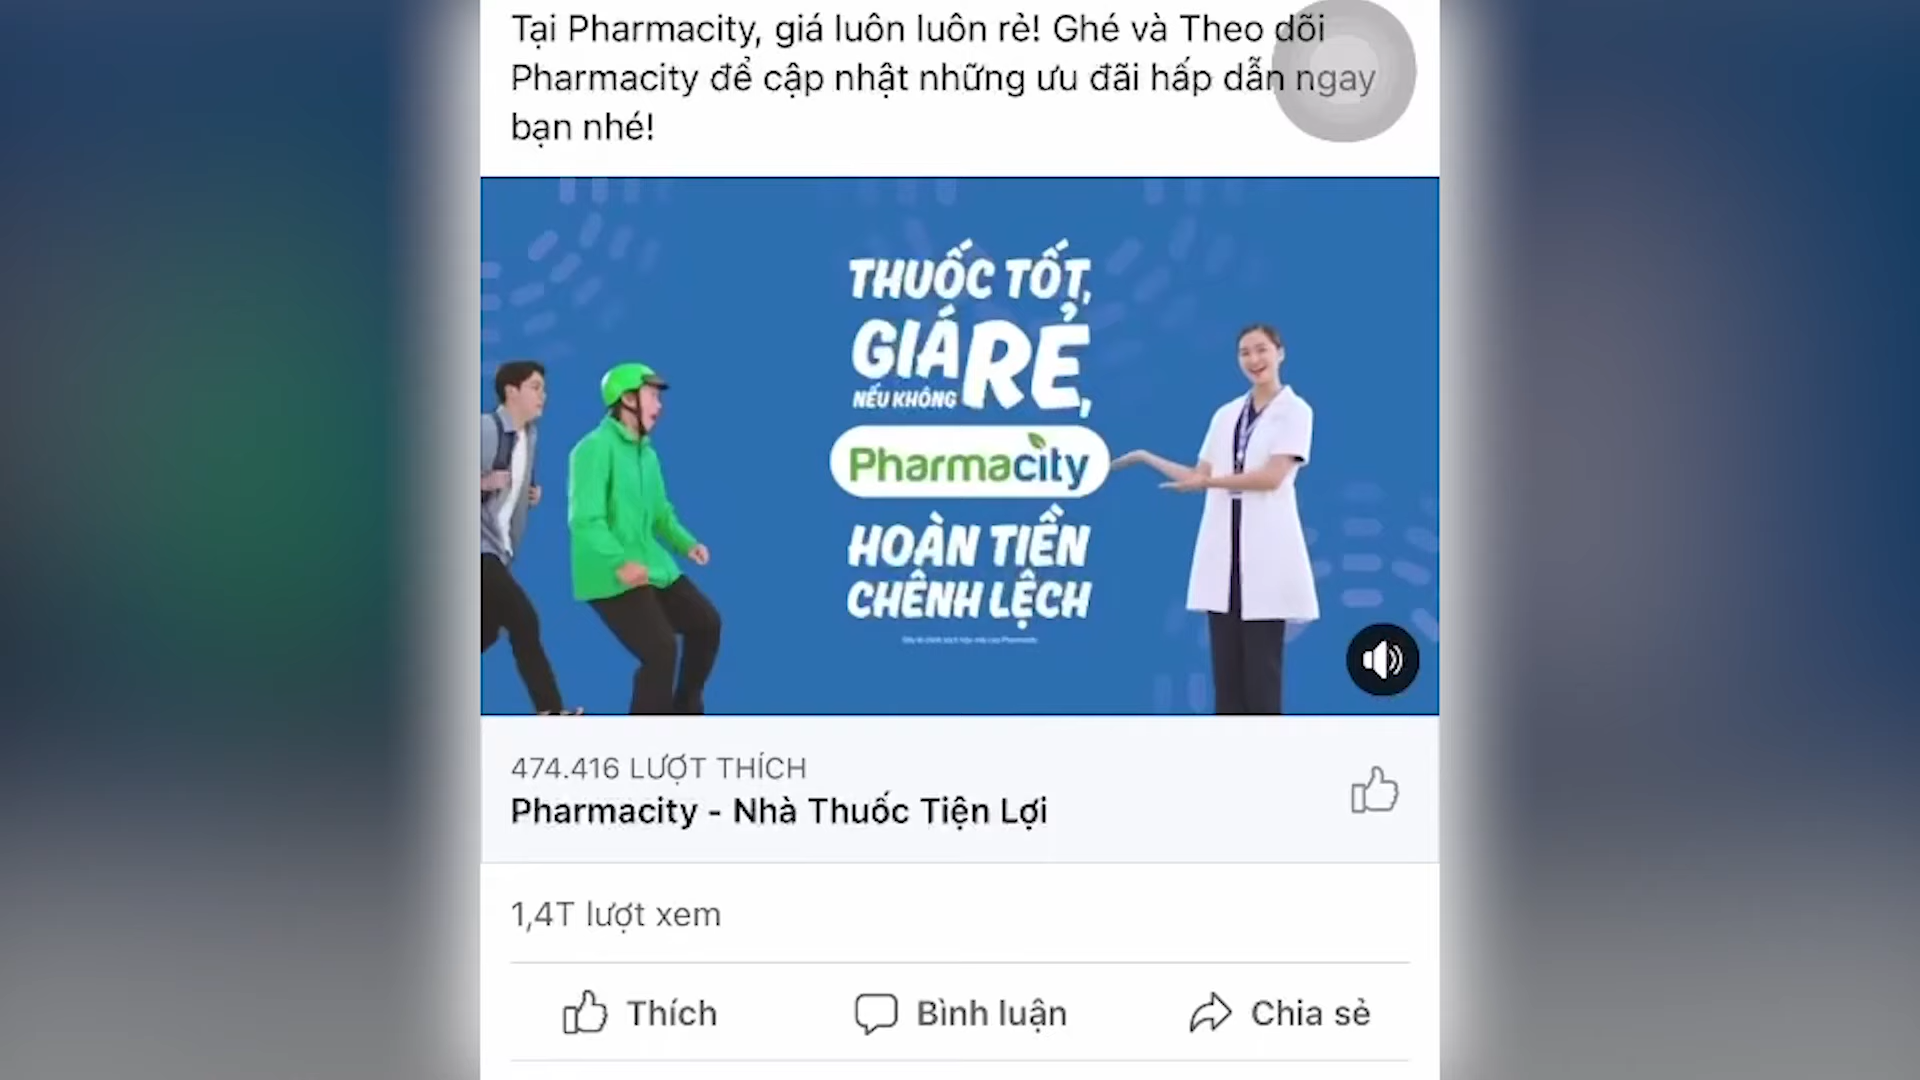 Tại Pharmacity, giá luôn luôn rẻ! Ghé và Theo dõi
Pharmacity để cập nhật những ưu đãi hấp dẫn ngay
bạn nhé!
THUỐC TỐT,
GIÁ RẺ,
NẾU KHÔNG
Pharmacity
HOÀN TIỀN
CHÊNH LỆCH
474.416 LƯỢT THÍCH
Pharmacity - Nhà Thuốc Tiện Lợi
1,4T lượt xem
Thích
Bình luận
Chia sẻ